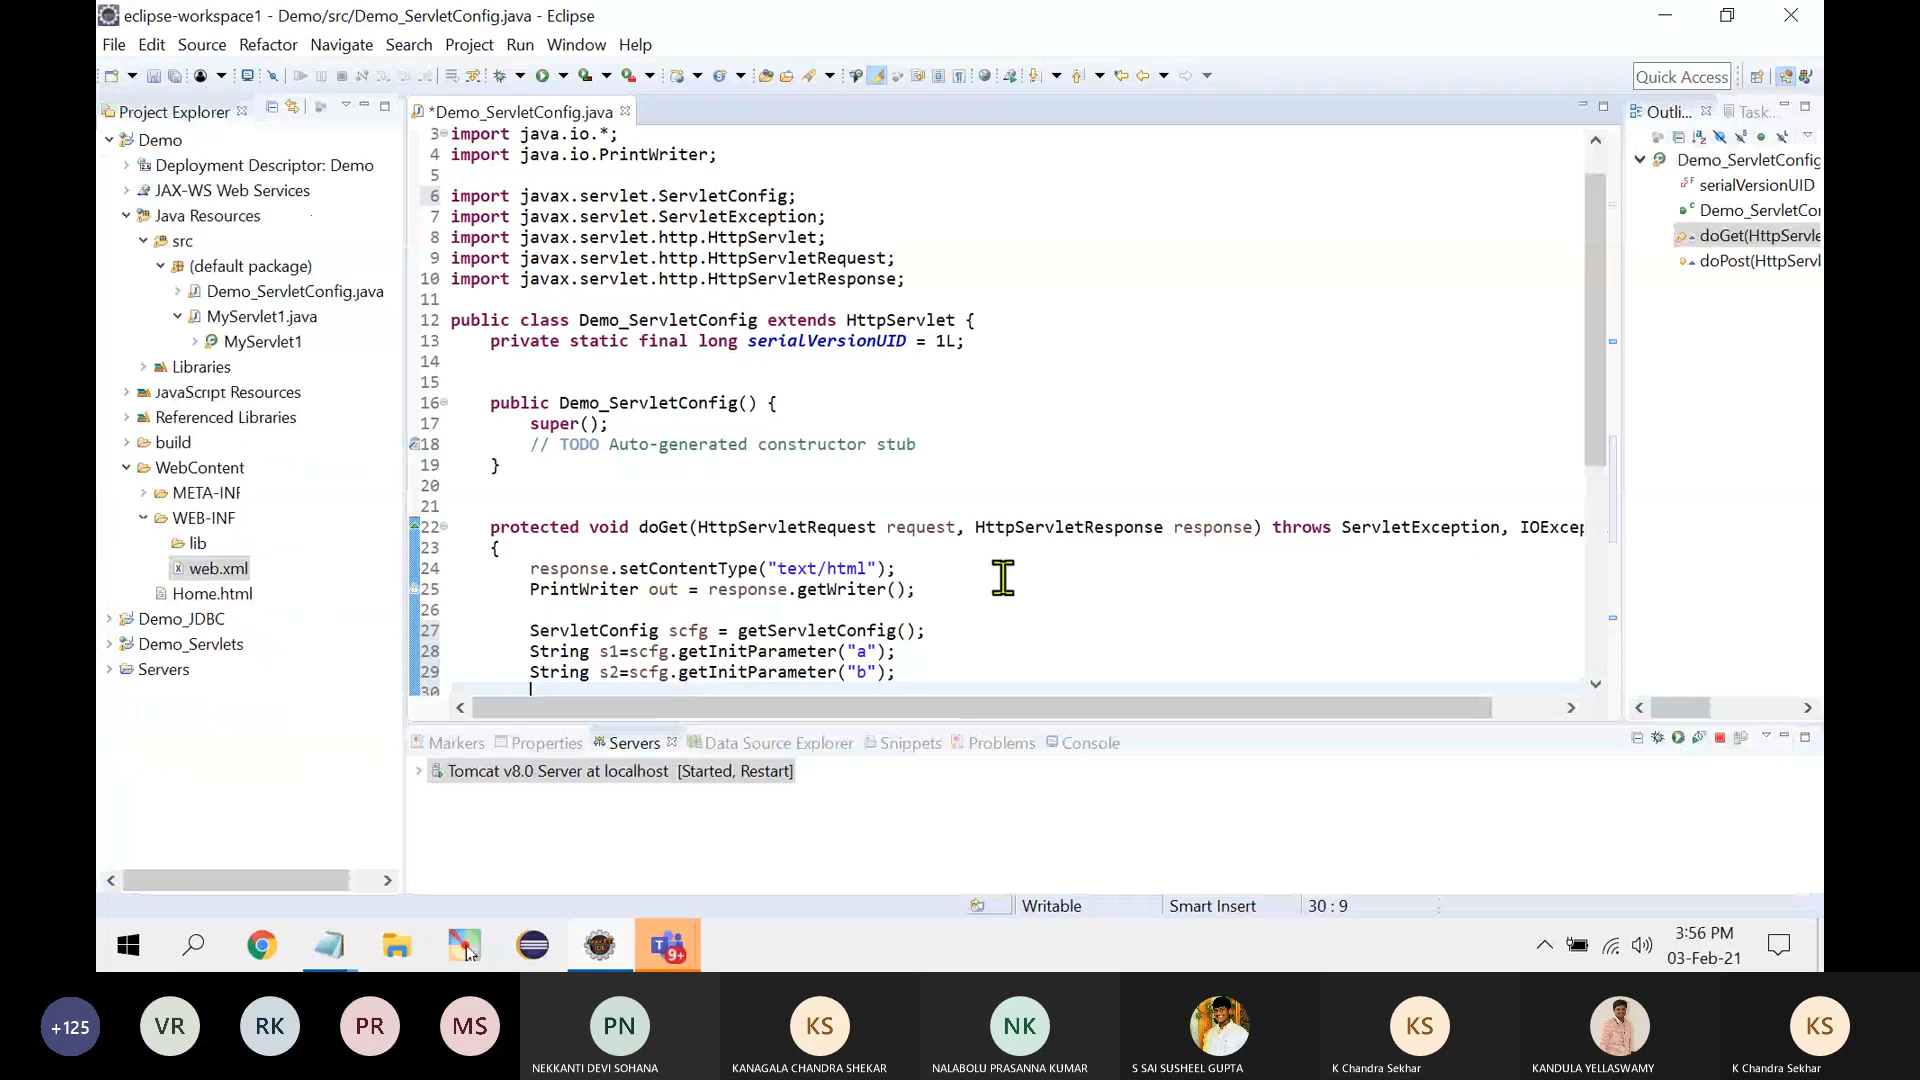 eclipse-workspace1 - Demo/src/Demo_ServletConfig.java - Eclipse
File Edit Source Refactor Navigate Search Project Run Window Help
Quick Access
Project Explorer
Demo
Deployment Descriptor: Demo
JAX-WS Web Services
Java Resources
src
(default package)
Demo_ServletConfig.java
MyServlet1.java
MyServlet1
Libraries
JavaScript Resources
Referenced Libraries
build
WebContent
META-INF
WEB-INF
lib
web.xml
Home.html
Demo_JDBC
Demo_Servlets
Servers
*Demo_ServletConfig.java
3 import java.io.*;
4 import java.io.PrintWriter;
5
6 import javax.servlet.ServletConfig;
7 import javax.servlet.ServletException;
8 import javax.servlet.http.HttpServlet;
9 import javax.servlet.http.HttpServletRequest;
10 import javax.servlet.http.HttpServletResponse;
11
12 public class Demo_ServletConfig extends HttpServlet {
13 private static final long serialVersionUID = 1L;
14
15
16 public Demo_ServletConfig() {
17 super();
18 // TODO Auto-generated constructor stub
19 }
20
21
22 protected void doGet(HttpServletRequest request, HttpServletResponse response) throws ServletException, IOExcep
23 {
24 response.setContentType("text/html");
25 PrintWriter out = response.getWriter();
26
27 ServletConfig scfg = getServletConfig();
28 String s1=scfg.getInitParameter("a");
29 String s2=scfg.getInitParameter("b");
30
Outli... Task...
Demo_ServletConfig
serialVersionUID
Demo_ServletCo
doGet(HttpServle
doPost(HttpServl
Markers Properties Servers Data Source Explorer Snippets Problems Console
Tomcat v8.0 Server at localhost [Started, Restart]
Writable Smart Insert 30 : 9
9+
3:56 PM
03-Feb-21
+125 VR RK PR MS PN KS NK KS KS
NEKKANTI DEVI SOHANA KANAGALA CHANDRA SHEKAR NALABOLU PRASANNA KUMAR S SAI SUSHEEL GUPTA K Chandra Sekhar KANDULA YELLASWAMY K Chandra Sekhar